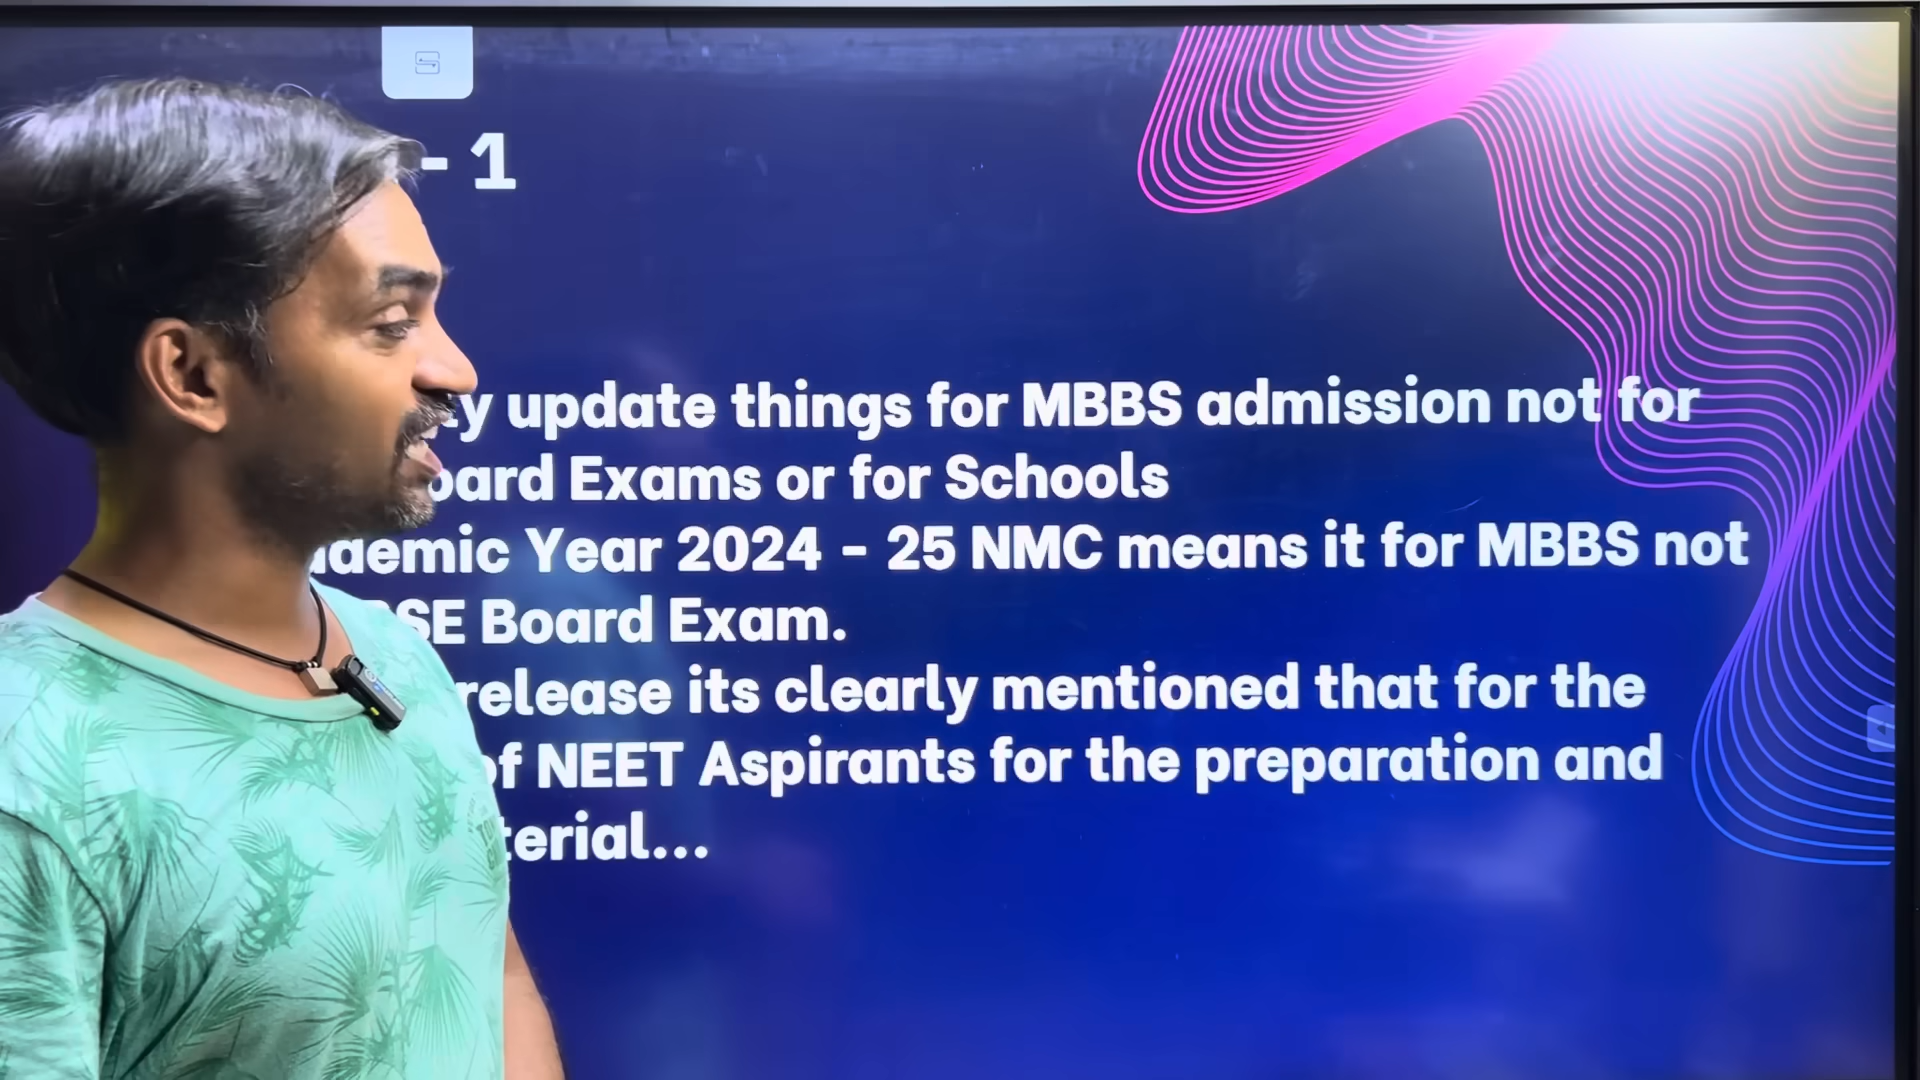 - 1
update things for MBBS admission not for
Exams or for Schools
Year 2024 - 25 NMC means it for MBBS not
Board Exam.
release its clearly mentioned that for the
NEET Aspirants for the preparation and